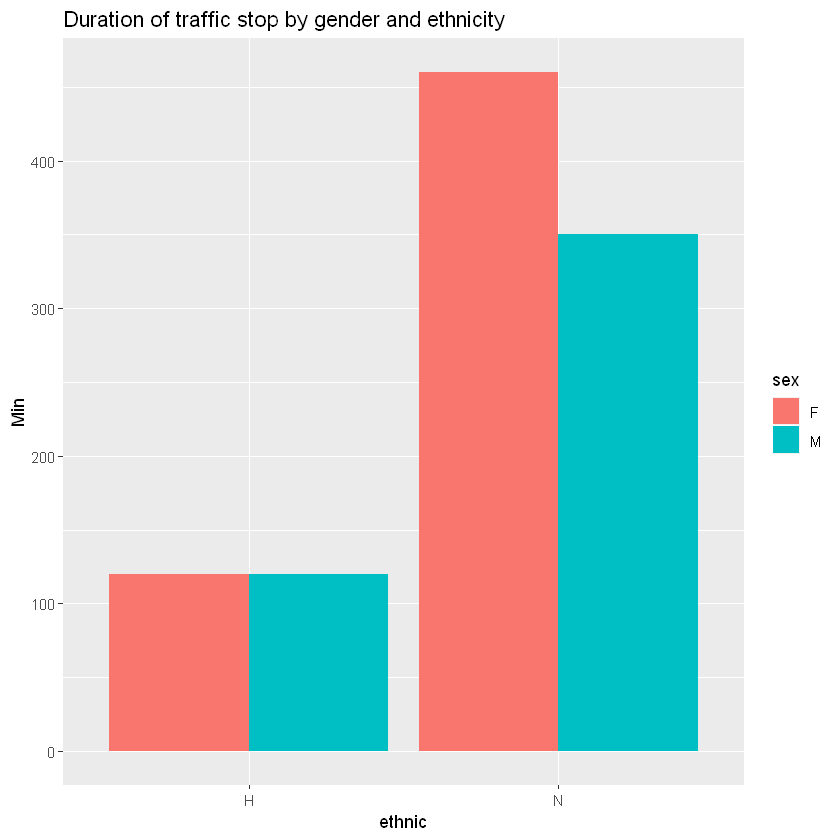 Duration of traffic stop by gender and ethnicity
Min
400
300
200
100
0
H
N
ethnic
sex
F
M